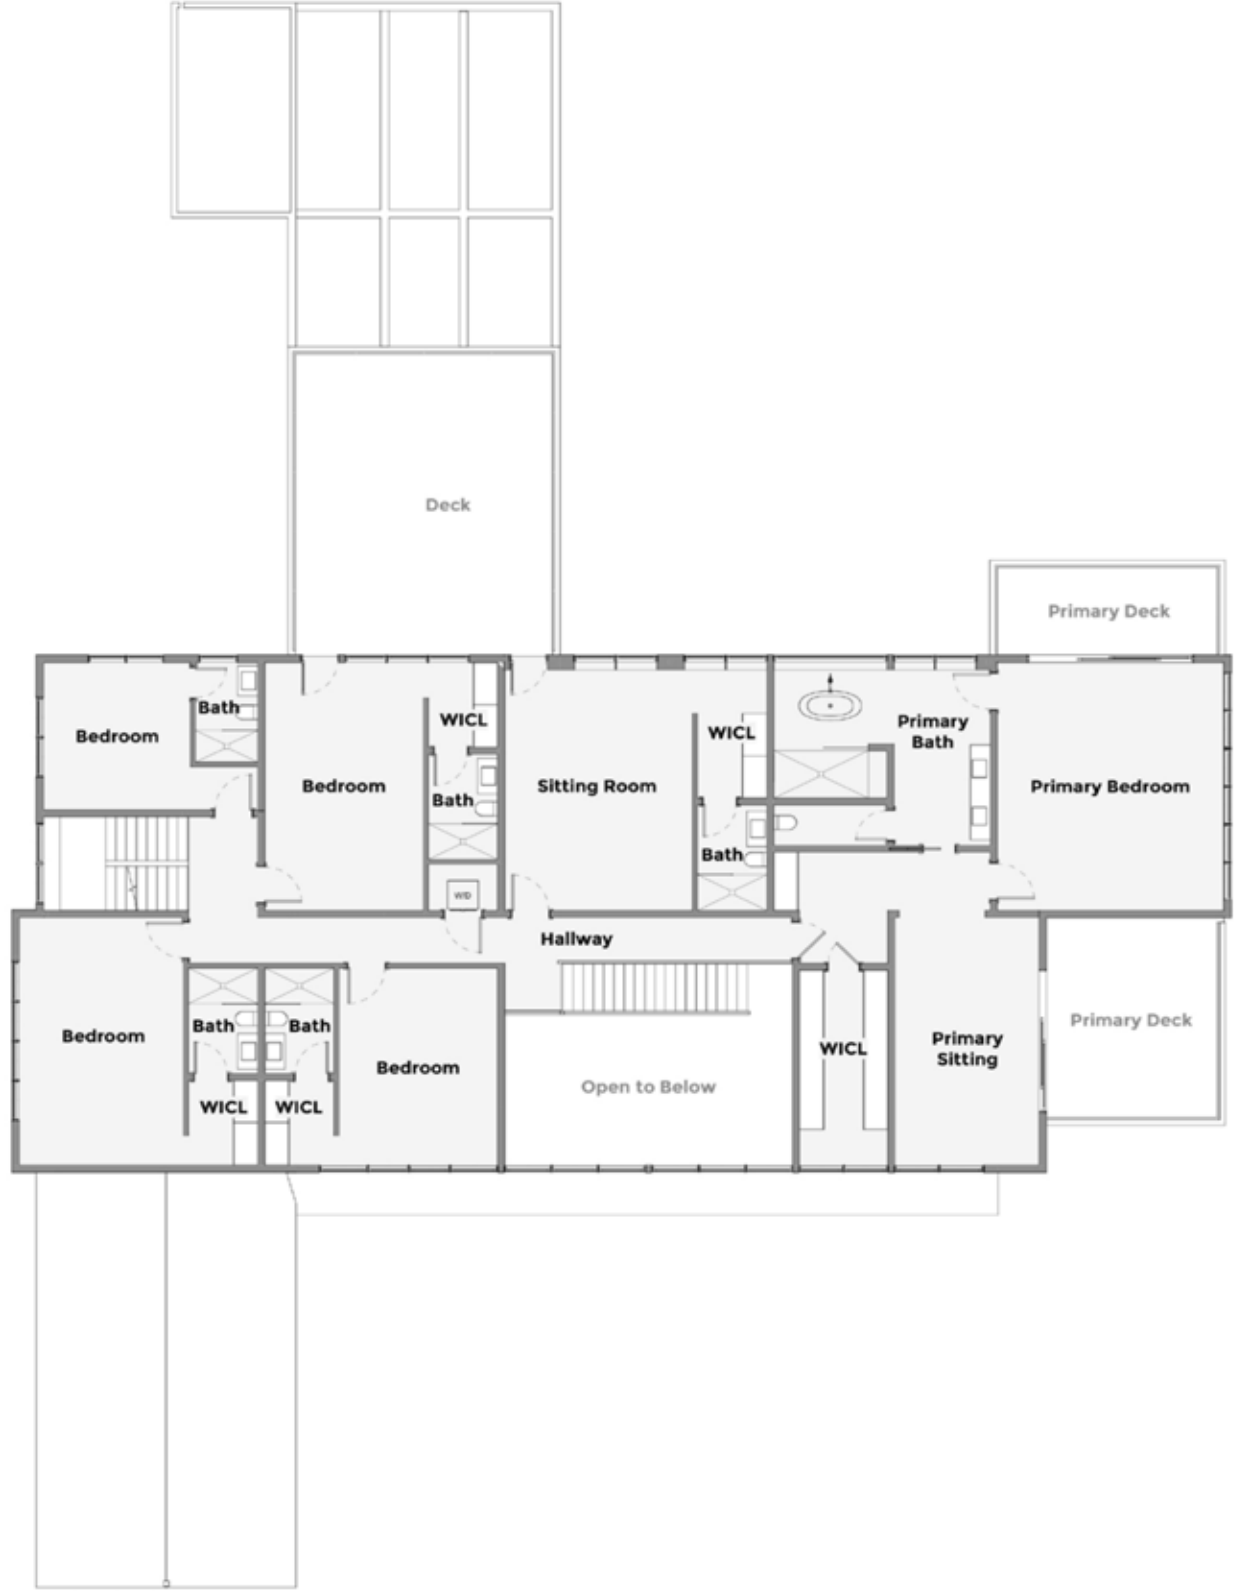 Deck
Primary Deck
Bath
WICL
WICL
Primary
Bath
Bedroom
Bedroom
Sitting Room
Primary Bedroom
Bath
Bath
W/D
Hallway
Bath
Bath
Primary Deck
Bedroom
WICL
Primary
Sitting
Bedroom
Open to Below
WICL
WICL